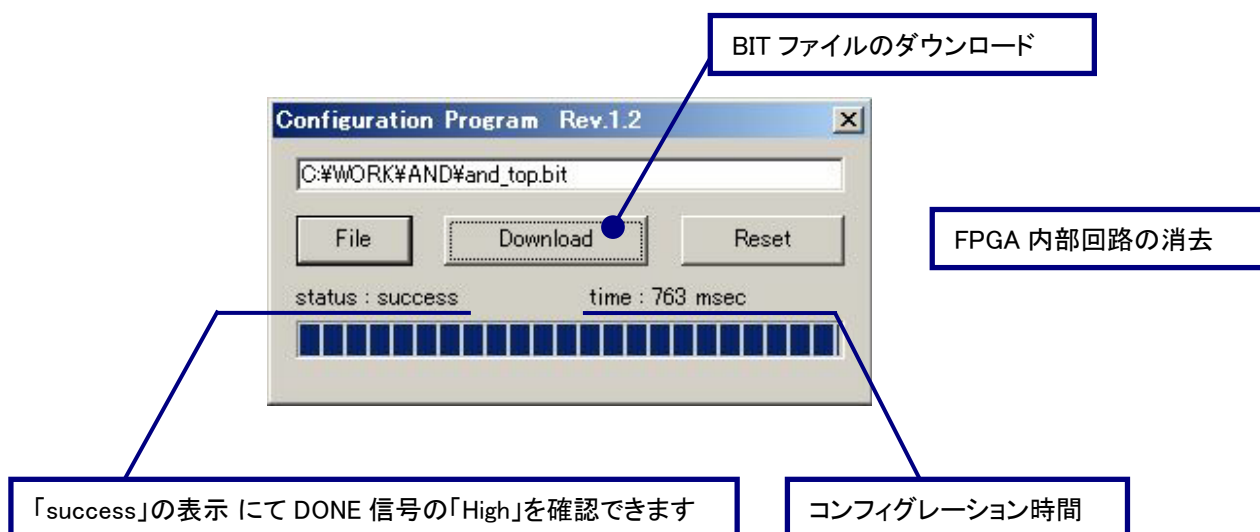 BIT ファイルのダウンロード
Configuration Program Rev.1.2
C:¥WORK¥AND¥and_top.bit
File
Download
Reset
FPGA 内部回路の消去
status : success
time : 763 msec
「success」の表示 にて DONE 信号の「High」を確認できます
コンフィグレーション時間